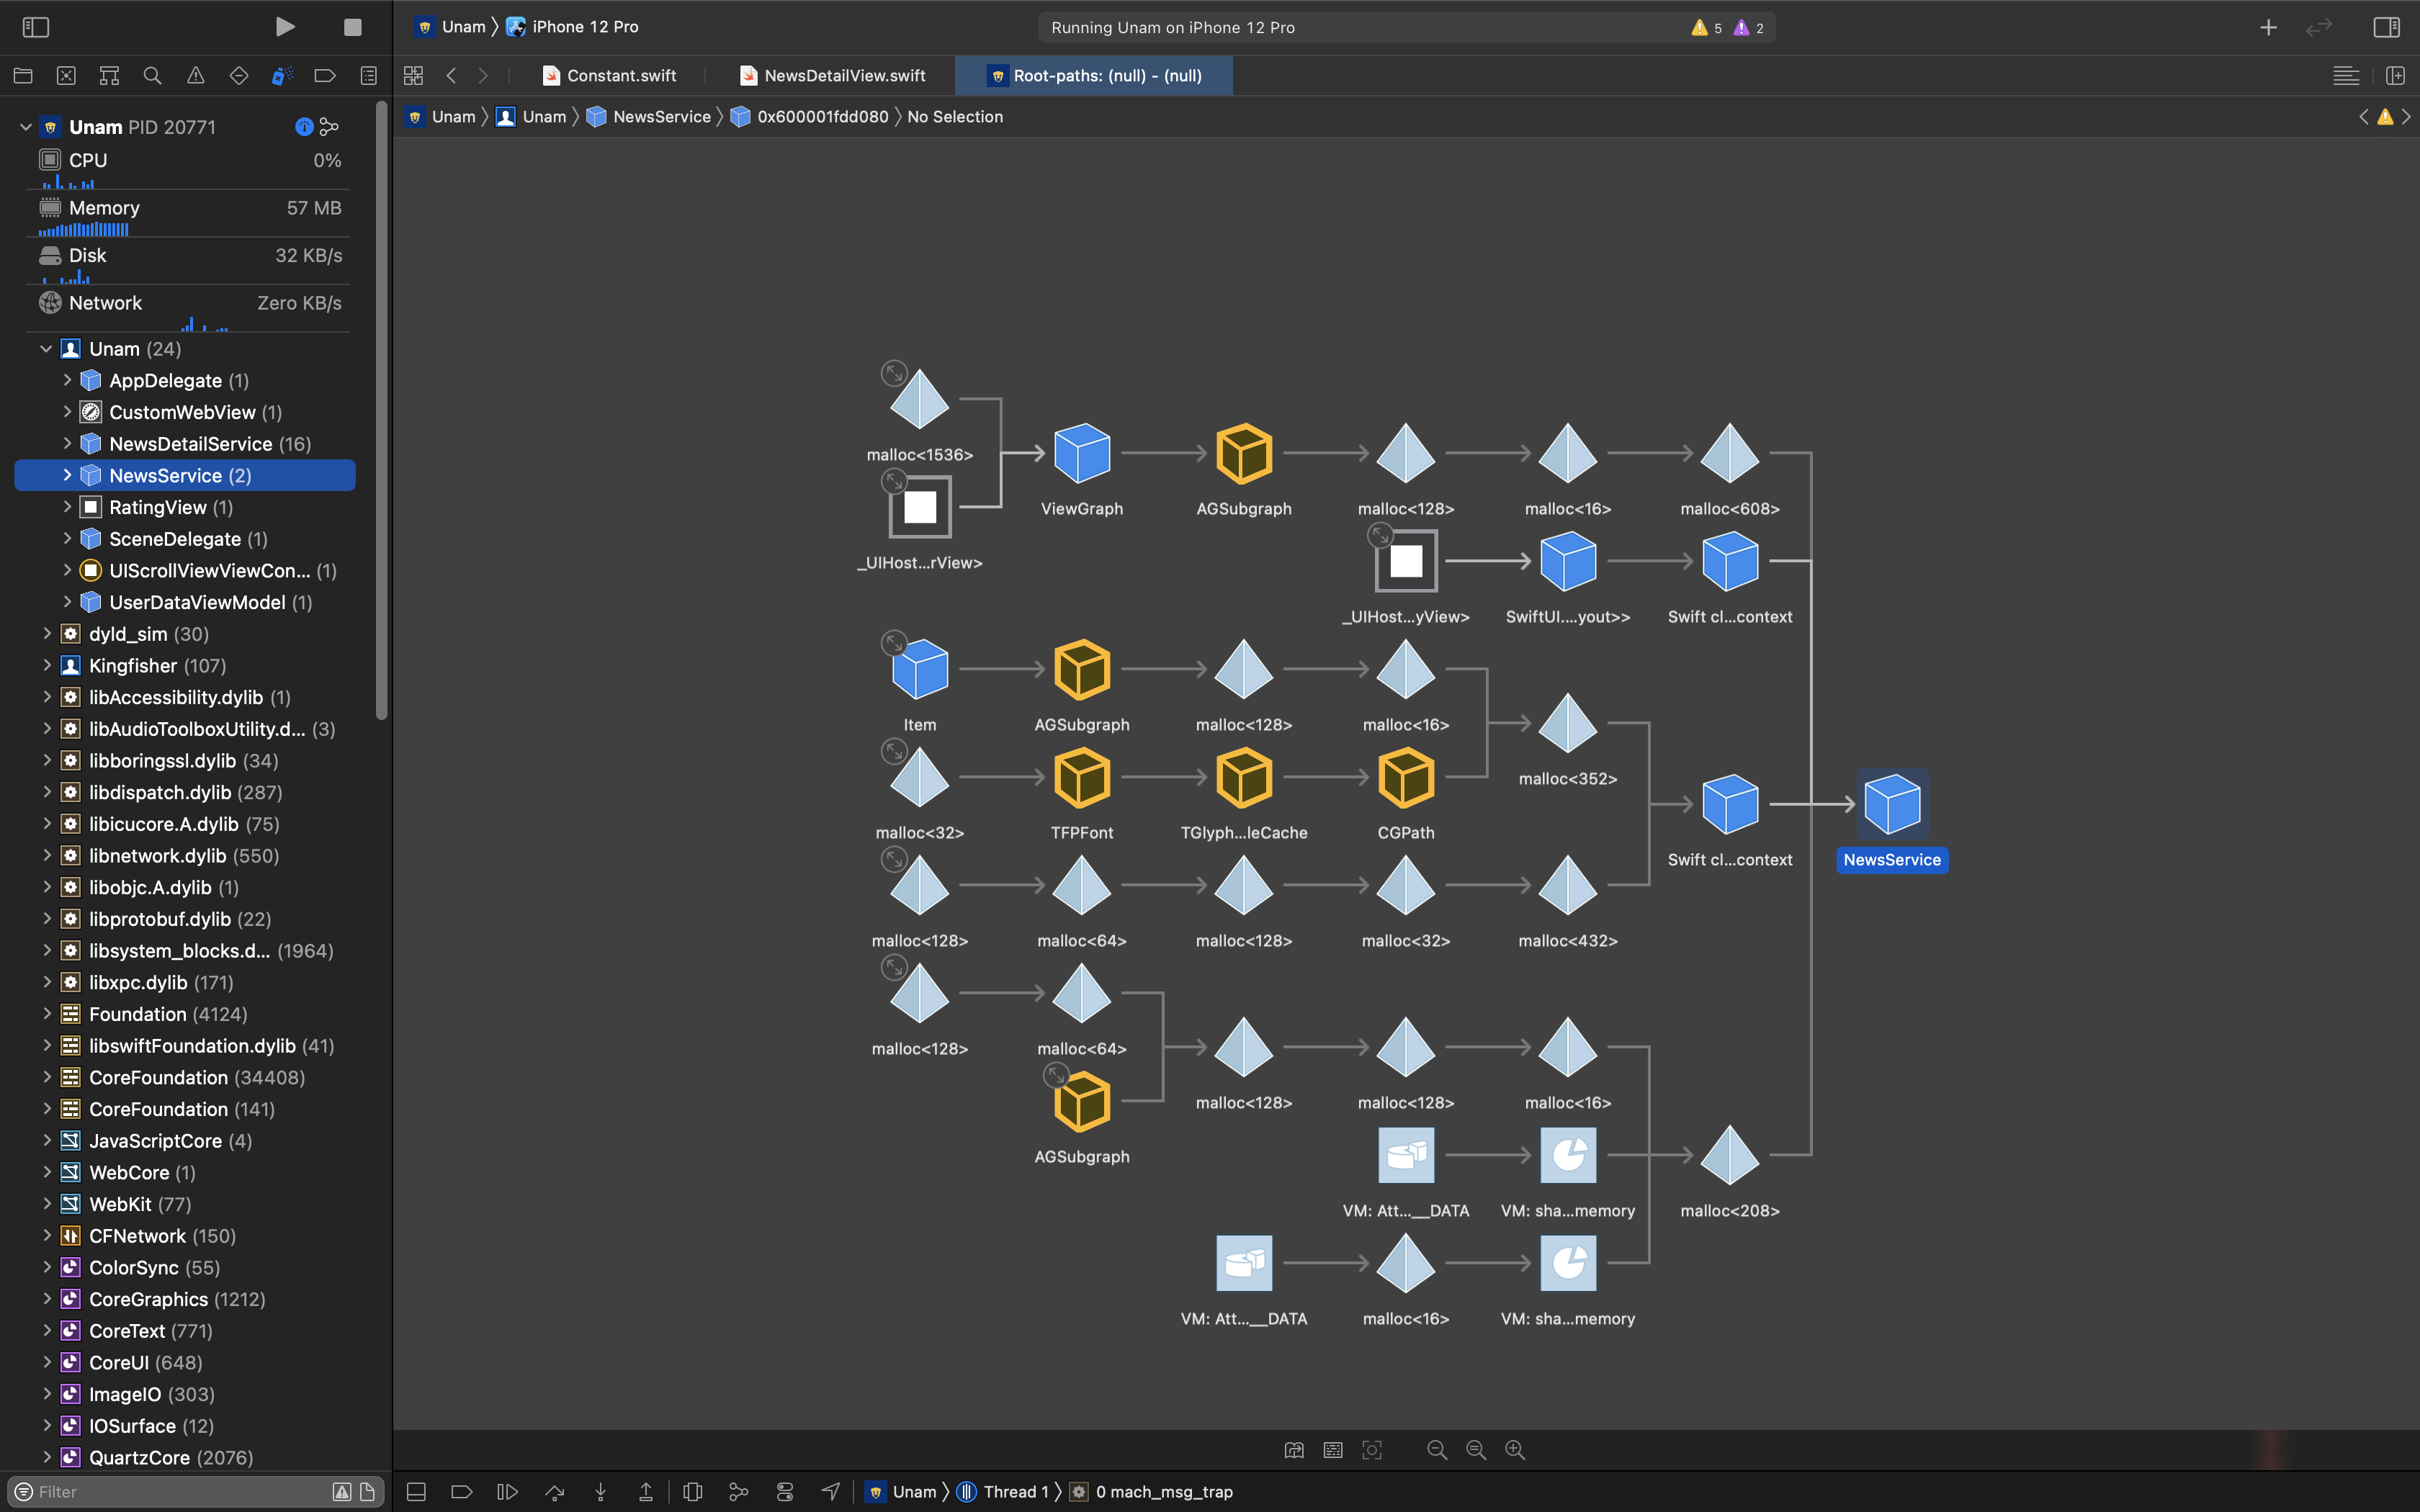 Unam 〉 iPhone 12 Pro
Running Unam on iPhone 12 Pro
5
2
Constant.swift
NewsDetailView.swift
Root-paths: (null) - (null)
Unam 〉 Unam 〉 NewsService 〉 0x600001fdd080 〉 No Selection
Unam PID 20771
CPU 0%
Memory 57 MB
Disk 32 KB/s
Network Zero KB/s
Unam (24)
AppDelegate (1)
CustomWebView (1)
NewsDetailService (16)
NewsService (2)
RatingView (1)
SceneDelegate (1)
UIScrollViewViewCon... (1)
UserDataViewModel (1)
dyld_sim (30)
Kingfisher (107)
libAccessibility.dylib (1)
libAudioToolboxUtility.d... (3)
libboringssl.dylib (34)
libdispatch.dylib (287)
libicucore.A.dylib (75)
libnetwork.dylib (550)
libobjc.A.dylib (1)
libprotobuf.dylib (22)
libsystem_blocks.d... (1964)
libxpc.dylib (171)
Foundation (4124)
libswiftFoundation.dylib (41)
CoreFoundation (34408)
CoreFoundation (141)
JavaScriptCore (4)
WebCore (1)
WebKit (77)
CFNetwork (150)
ColorSync (55)
CoreGraphics (1212)
CoreText (771)
CoreUI (648)
ImageIO (303)
IOSurface (12)
QuartzCore (2076)
Filter
malloc<1536>
ViewGraph
AGSubgraph
malloc<128>
malloc<16>
malloc<608>
_UIHost...rView>
_UIHost...yView>
SwiftUI....yout>>
Swift cl...context
Item
AGSubgraph
malloc<128>
malloc<16>
malloc<352>
malloc<32>
TFPFont
TGlyph...leCache
CGPath
Swift cl...context
NewsService
malloc<128>
malloc<64>
malloc<128>
malloc<32>
malloc<432>
malloc<128>
malloc<64>
malloc<128>
malloc<128>
malloc<16>
AGSubgraph
VM: Att...__DATA
VM: sha...memory
malloc<208>
VM: Att...__DATA
malloc<16>
VM: sha...memory
Unam 〉 Thread 1 〉 0 mach_msg_trap